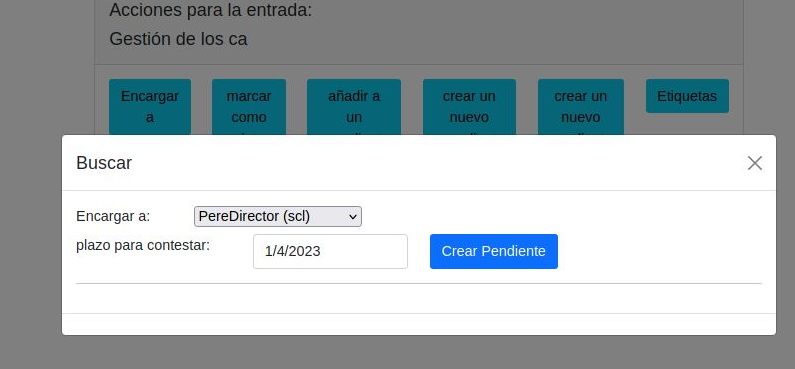 Acciones para la entrada:
Gestión de los ca
Encargar a
marcar como
añadir a un
crear un nuevo
crear un nuevo
Etiquetas
Buscar
Encargar a: PereDirector (scl)
plazo para contestar: 1/4/2023 Crear Pendiente